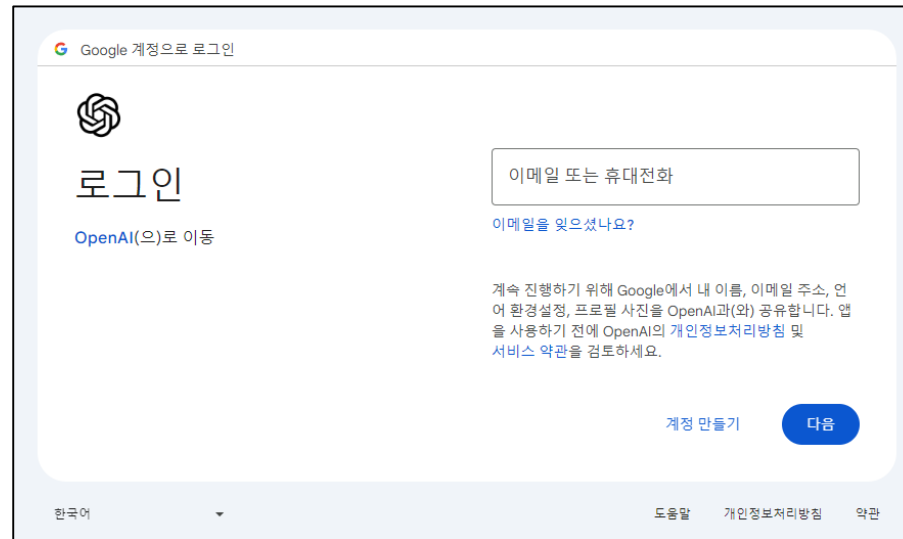 Google 계정으로 로그인
로그인
OpenAI(으)로 이동
이메일 또는 휴대전화
이메일을 잊으셨나요?
계속 진행하기 위해 Google에서 내 이름, 이메일 주소, 언
어 환경설정, 프로필 사진을 OpenAI과(와) 공유합니다. 앱
을 사용하기 전에 OpenAI의 개인정보처리방침 및
서비스 약관을 검토하세요.
계정 만들기 다음
한국어 도움말 개인정보처리방침 약관